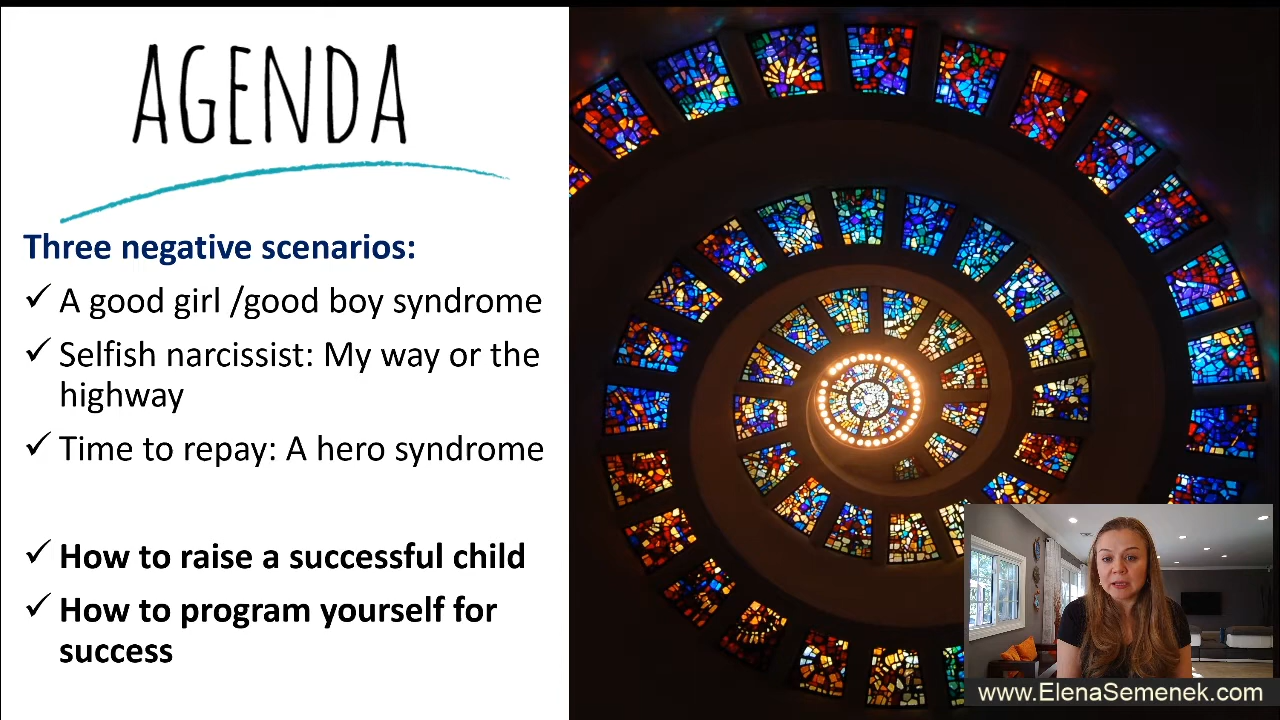 AGENDA
Three negative scenarios:
✓ A good girl /good boy syndrome
✓ Selfish narcissist: My way or the
highway
✓ Time to repay: A hero syndrome
✓ How to raise a successful child
✓ How to program yourself for
success
www.ElenaSemenek.com